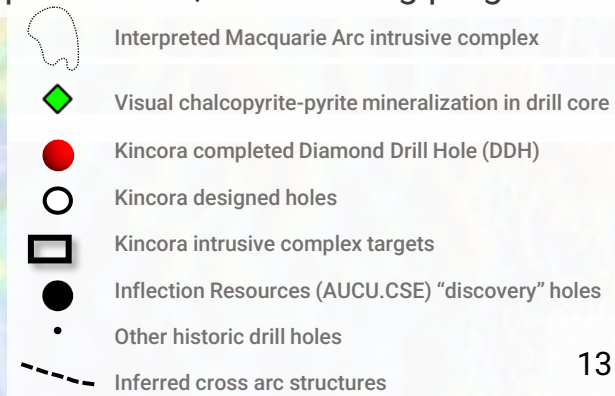 Interpreted Macquarie Arc intrusive complex
Visual chalcopyrite-pyrite mineralization in drill core
Kincora completed Diamond Drill Hole (DDH)
Kincora designed holes
Kincora intrusive complex targets
Inflection Resources (AUCU.CSE) “discovery” holes
Other historic drill holes
13
Inferred cross arc structures